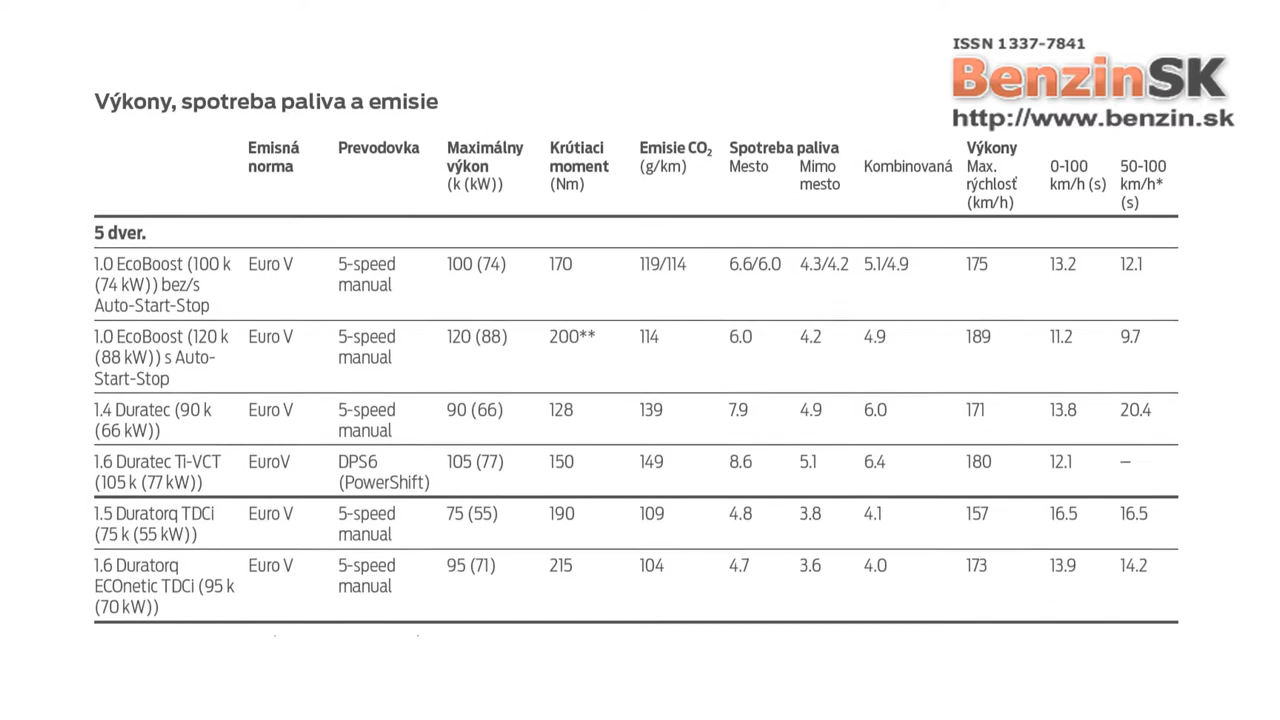 ISSN 1337-7841
BenzinSK
http://www.benzin.sk
Výkony, spotreba paliva a emisie
Emisná norma Prevodovka Maximálny výkon (k (kW)) Krútiaci moment (Nm) Emisie CO₂ (g/km) Spotreba paliva Mesto Mimo mesto Kombinovaná Výkony Max. rýchlosť (km/h) 0-100 km/h (s) 50-100 km/h* (s)
5 dver.
1.0 EcoBoost (100 k Euro V 5-speed 100 (74) 170 119/114 6.6/6.0 4.3/4.2 5.1/4.9 175 13.2 12.1
(74 kW)) bez/s manual
Auto-Start-Stop
1.0 EcoBoost (120 k Euro V 5-speed 120 (88) 200** 114 6.0 4.2 4.9 189 11.2 9.7
(88 kW)) s Auto- manual
Start-Stop
1.4 Duratec (90 k Euro V 5-speed 90 (66) 128 139 7.9 4.9 6.0 171 13.8 20.4
(66 kW)) manual
1.6 Duratec Ti-VCT EuroV DPS6 105 (77) 150 149 8.6 5.1 6.4 180 12.1 –
(105 k (77 kW)) (PowerShift)
1.5 Duratorq TDCi Euro V 5-speed 75 (55) 190 109 4.8 3.8 4.1 157 16.5 16.5
(75 k (55 kW)) manual
1.6 Duratorq Euro V 5-speed 95 (71) 215 104 4.7 3.6 4.0 173 13.9 14.2
ECOnetic TDCi (95 k manual
(70 kW))